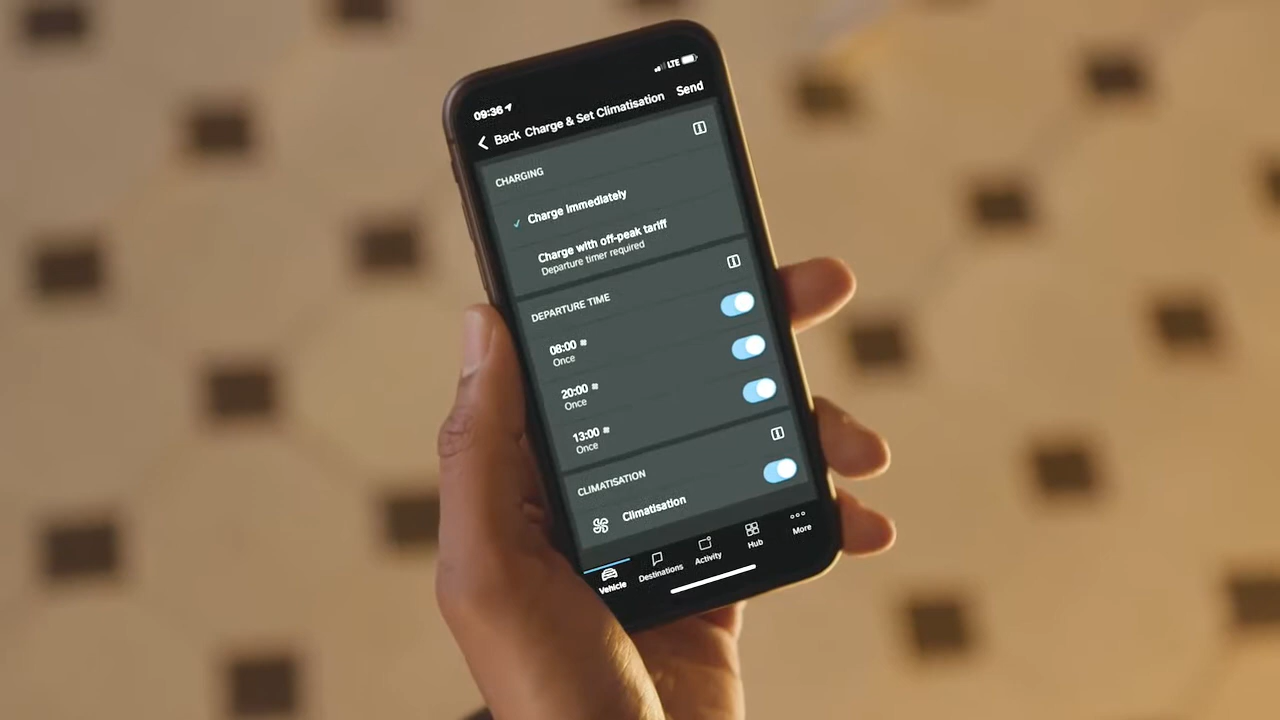 09:36
LTE
Back Charge & Set Climatisation Send
CHARGING
Charge immediately
Charge with off-peak tariff
Departure timer required
DEPARTURE TIME
08:00
Once
20:00
Once
13:00
Once
CLIMATISATION
Climatisation
Vehicle Destinations Activity Hub More